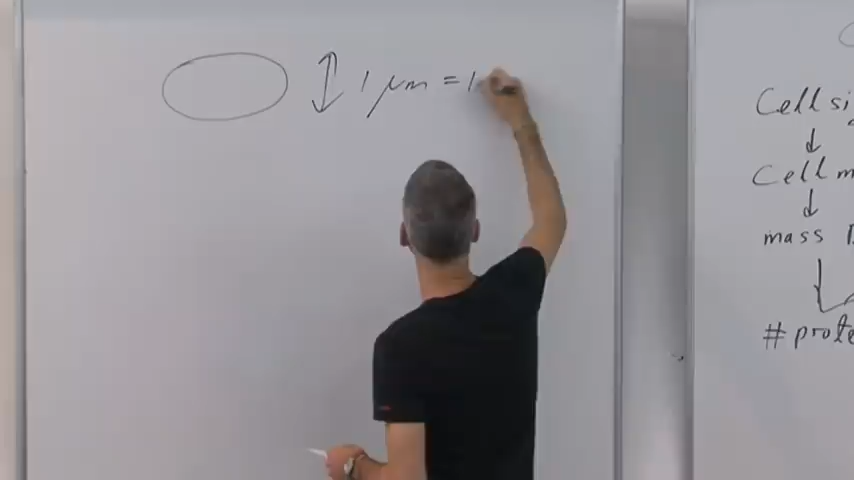 1 μm = 1
Cell si
↓
Cell m
↓
mass
↓
#prote